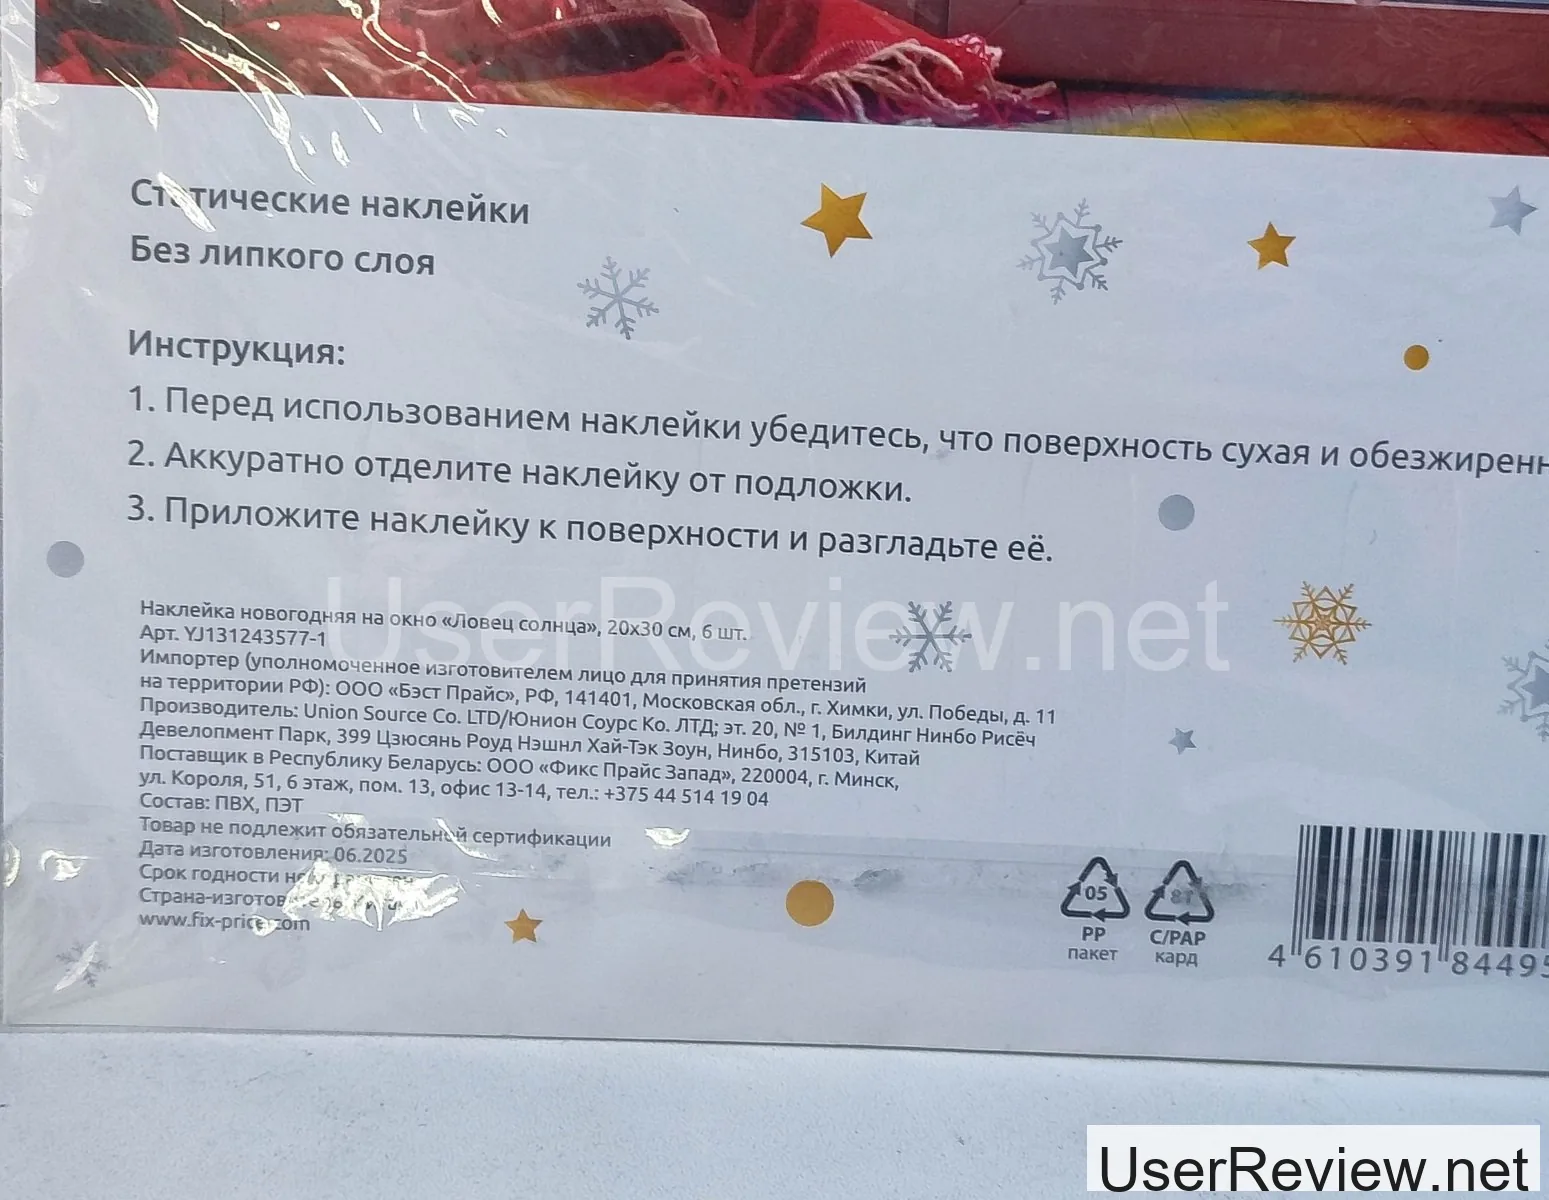 Статические наклейки
Без липкого слоя
Инструкция:
1. Перед использованием наклейки убедитесь, что поверхность сухая и обезжиренн
2. Аккуратно отделите наклейку от подложки.
3. Приложите наклейку к поверхности и разгладьте её.
Наклейка новогодняя на окно «Ловец солнца», 20х30 см, 6 шт.
Арт. YJ131243577-1
Импортер (уполномоченное изготовителем лицо для принятия претензий
на территории РФ): ООО «Бэст Прайс», РФ, 141401, Московская обл., г. Химки, ул. Победы, д. 11
Производитель: Union Source Co. LTD/Юнион Соурс Ко. ЛТД; эт. 20, № 1, Билдинг Нинбо Рисёч
Девелопмент Парк, 399 Цзюсянь Роуд Нэшнл Хай-Тэк Зоун, Нинбо, 315103, Китай
Поставщик в Республику Беларусь: ООО «Фикс Прайс Запад», 220004, г. Минск,
ул. Короля, 51, 6 этаж, пом. 13, офис 13-14, тел.: +375 44 514 19 04
Состав: ПВХ, ПЭТ
Товар не подлежит обязательной сертификации
Дата изготовления: 06.2025
Срок годности
www.fix-price.com
05
PP
пакет
C/PAP
кард
4 610391 84495
UserReview.net
UserReview.net